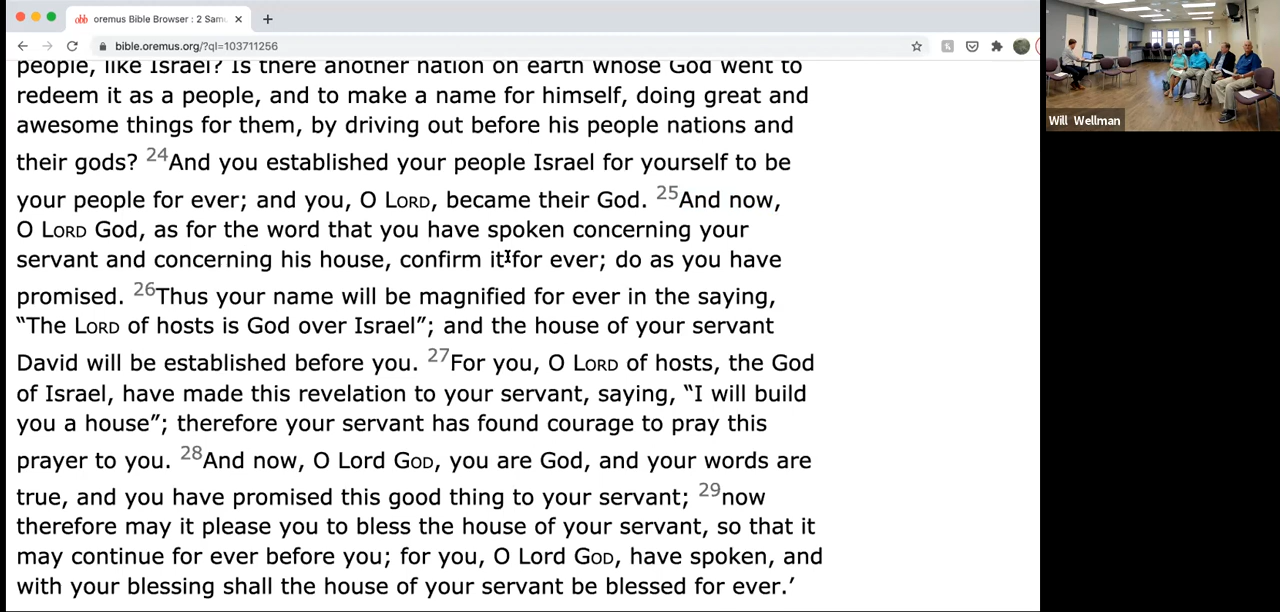 oremus Bible Browser : 2 Samu
bible.oremus.org/?ql=103711256
people, like Israel? Is there another nation on earth whose God went to
redeem it as a people, and to make a name for himself, doing great and
awesome things for them, by driving out before his people nations and
their gods? 24And you established your people Israel for yourself to be
your people for ever; and you, O LORD, became their God. 25And now,
O LORD God, as for the word that you have spoken concerning your
servant and concerning his house, confirm it for ever; do as you have
promised. 26Thus your name will be magnified for ever in the saying,
“The LORD of hosts is God over Israel”; and the house of your servant
David will be established before you. 27For you, O LORD of hosts, the God
of Israel, have made this revelation to your servant, saying, “I will build
you a house”; therefore your servant has found courage to pray this
prayer to you. 28And now, O Lord GOD, you are God, and your words are
true, and you have promised this good thing to your servant; 29now
therefore may it please you to bless the house of your servant, so that it
may continue for ever before you; for you, O Lord GOD, have spoken, and
with your blessing shall the house of your servant be blessed for ever.’
Will Wellman